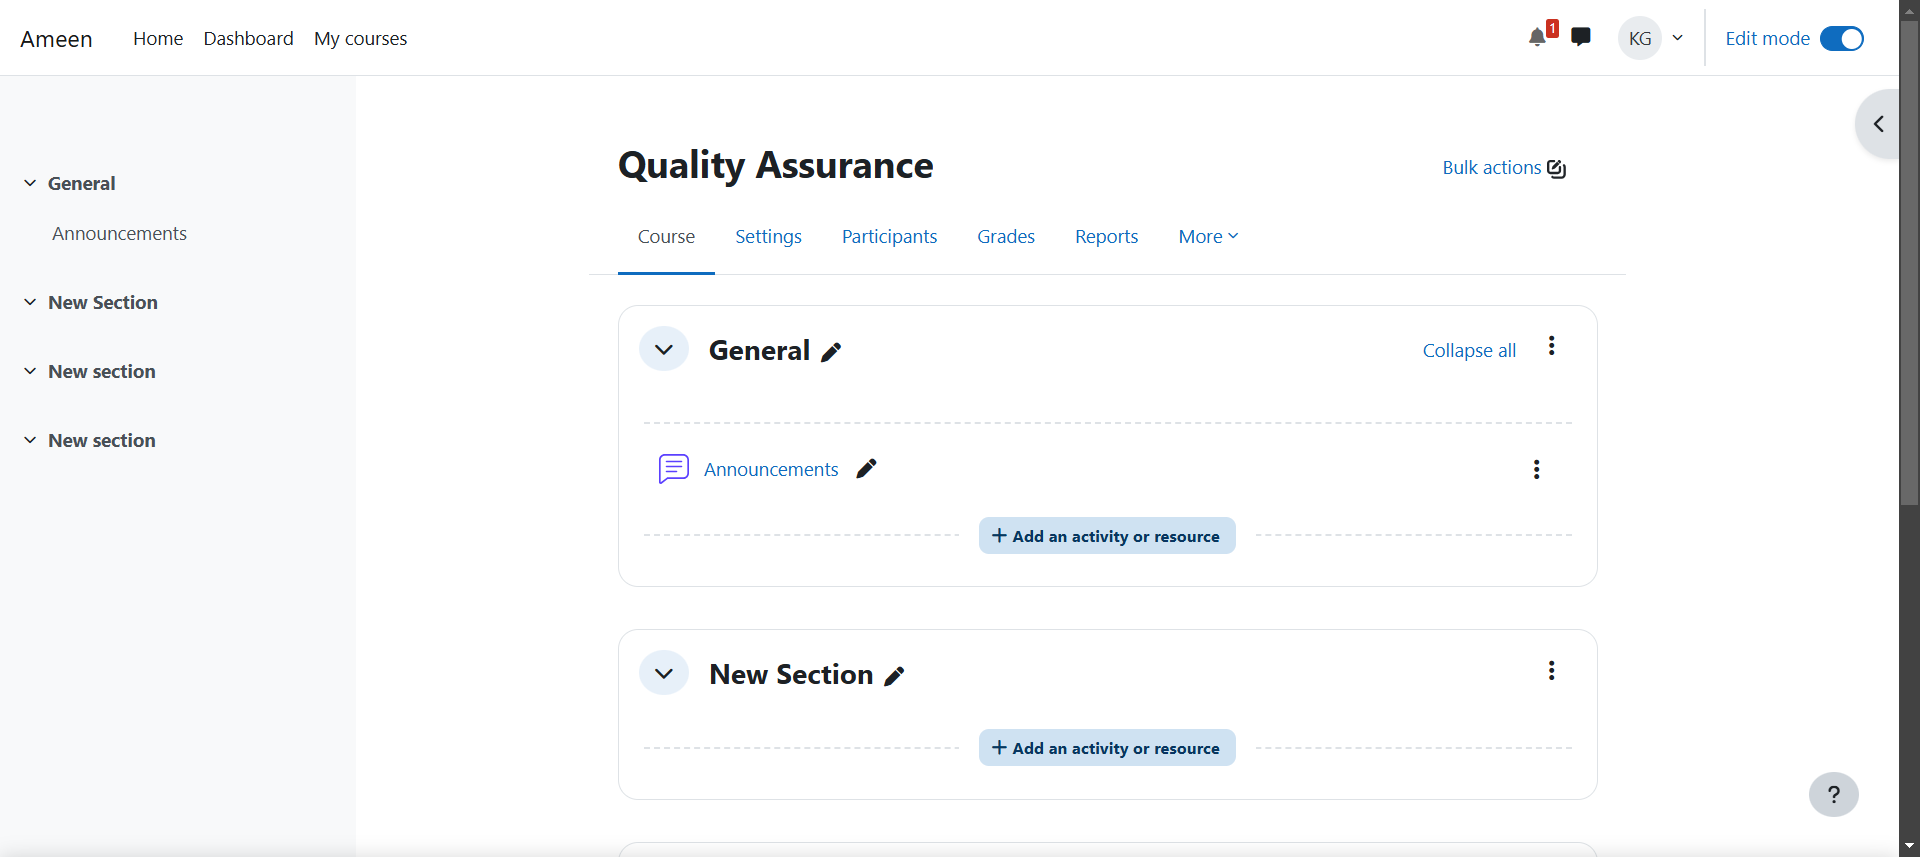 Ameen Home Dashboard My courses 1 KG Edit mode
General
Announcements
New Section
New section
New section
Quality Assurance Bulk actions
Course Settings Participants Grades Reports More
General Collapse all
Announcements
+ Add an activity or resource
New Section
+ Add an activity or resource
?